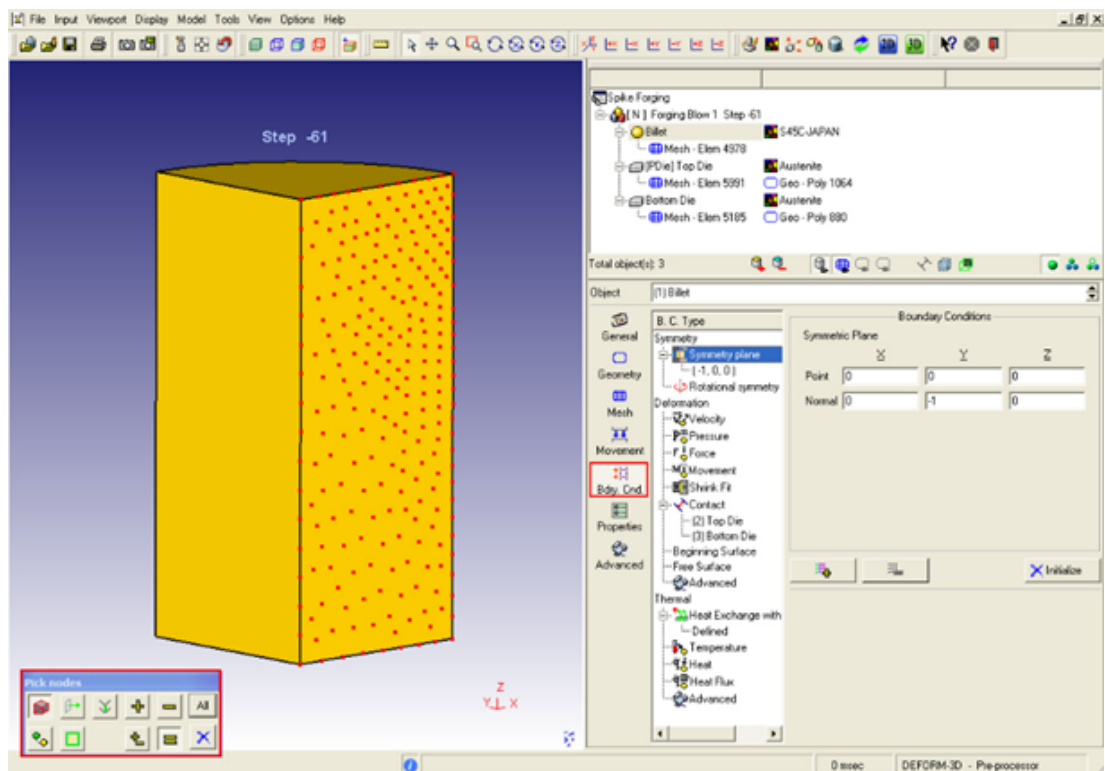 File Input Viewport Display Model Tools View Options Help
Step -61
Spike Forging
[ N ] Forging Blow 1 Step -61
Billet S45C-JAPAN
Mesh - Elem 4978
[PDie] Top Die Austenite
Mesh - Elem 5991 Geo - Poly 1064
Bottom Die Austenite
Mesh - Elem 5185 Geo - Poly 880
Total object(s): 3
Object (1) Billet
General
Geometry
Mesh
Movement
Bdry. Cnd.
Properties
Advanced
B. C. Type
Symmetry
Symmetry plane
( -1, 0, 0 )
Rotational symmetry
Deformation
Velocity
Pressure
Force
Movement
Shrink Fit
Contact
(2) Top Die
(3) Bottom Die
Beginning Surface
Free Surface
Advanced
Thermal
Heat Exchange with
Defined
Temperature
Heat
Heat Flux
Advanced
Boundary Conditions
Symmetric Plane
X Y Z
Point 0 0 0
Normal 0 -1 0
Initialize
Pick nodes
All
Z
Y X
0 msec DEFORM-3D - Pre-processor